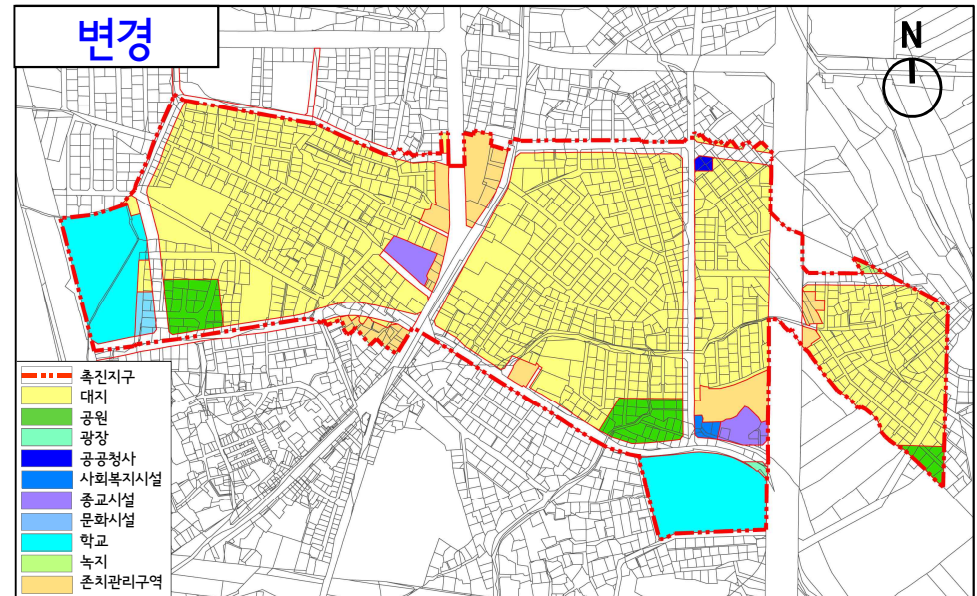 변경
N
촉진지구
대지
공원
광장
공공청사
사회복지시설
종교시설
문화시설
학교
녹지
존치관리구역